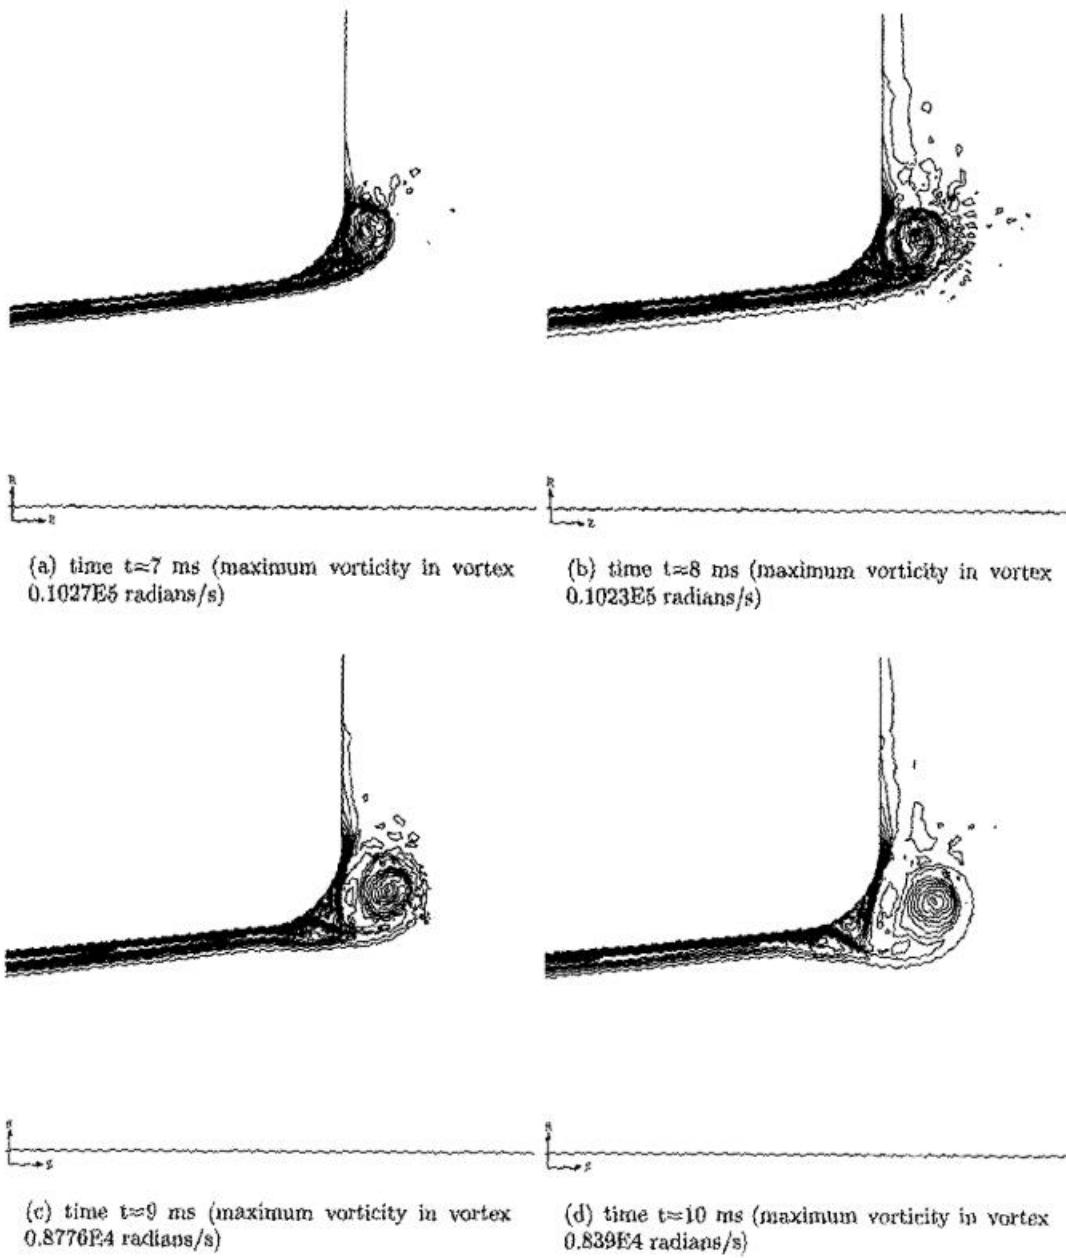 R
R
z
z
(a) time t≈7 ms (maximum vorticity in vortex
0.1027E5 radians/s)
(b) time t≈8 ms (maximum vorticity in vortex
0.1023E5 radians/s)
R
R
z
z
(c) time t≈9 ms (maximum vorticity in vortex
0.8776E4 radians/s)
(d) time t≈10 ms (maximum vorticity in vortex
0.839E4 radians/s)